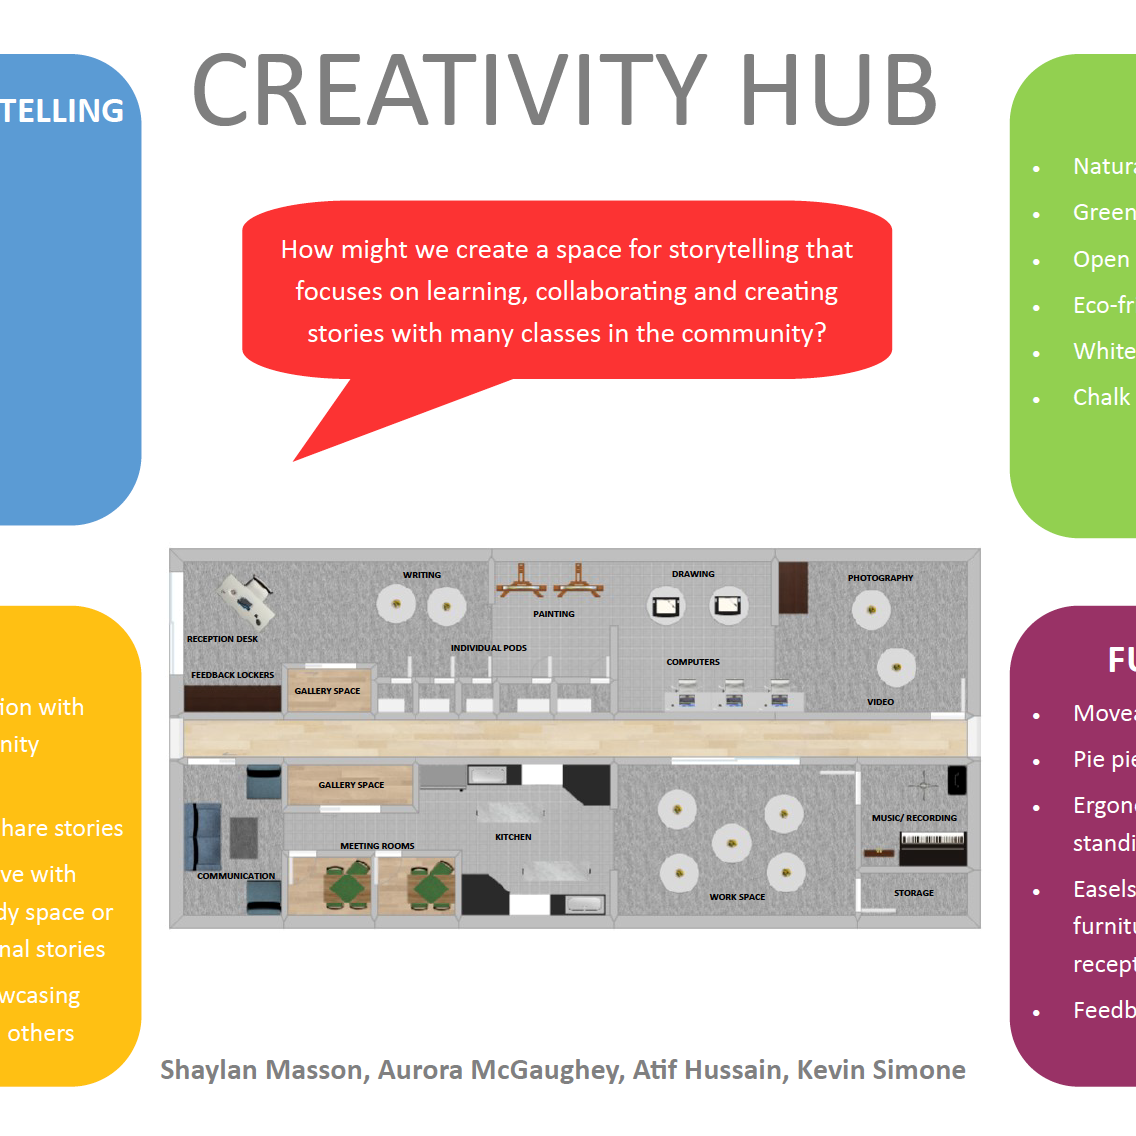 CREATIVITY HUB
TELLING
How might we create a space for storytelling that
focuses on learning, collaborating and creating
stories with many classes in the community?
• Natura
• Green
• Open
• Eco-fr
• White
• Chalk
WRITING
DRAWING
PHOTOGRAPHY
PAINTING
RECEPTION DESK
INDIVIDUAL PODS
COMPUTERS
FEEDBACK LOCKERS
GALLERY SPACE
VIDEO
GALLERY SPACE
MUSIC/ RECORDING
KITCHEN
MEETING ROOMS
COMMUNICATION
STORAGE
WORK SPACE
ion with
nity
hare stories
ve with
dy space or
nal stories
wcasing
others
FU
• Movea
• Pie pie
• Ergono
standi
• Easels
furnitu
recept
• Feedb
Shaylan Masson, Aurora McGaughey, Atif Hussain, Kevin Simone